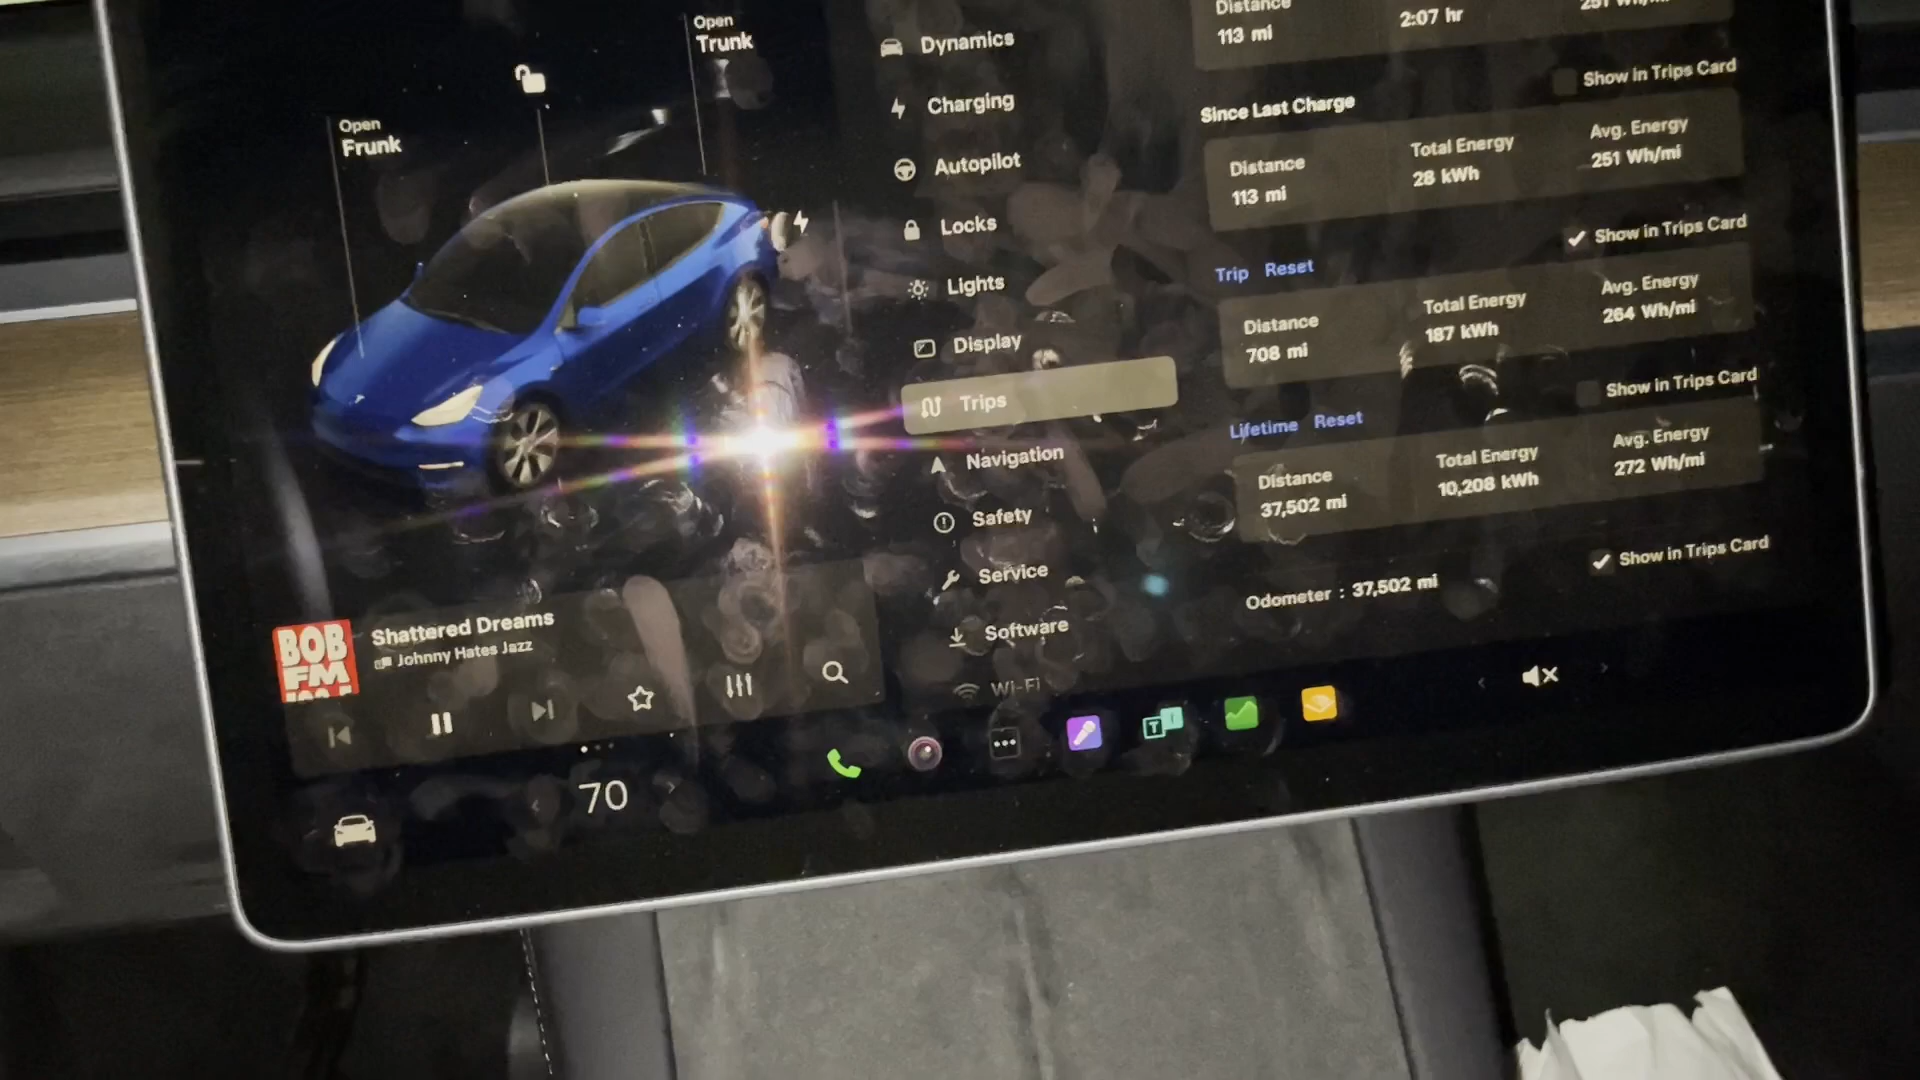 Open
Frunk
Open
Trunk
Dynamics
Charging
Autopilot
Locks
Lights
Display
Trips
Navigation
Safety
Service
Software
Wi-Fi
Distance
113 mi
2:07 hr
Show in Trips Card
Since Last Charge
Distance
113 mi
Total Energy
28 kWh
Avg. Energy
251 Wh/mi
Show in Trips Card
Trip Reset
Distance
708 mi
Total Energy
187 kWh
Avg. Energy
264 Wh/mi
Show in Trips Card
Lifetime Reset
Distance
37,502 mi
Total Energy
10,208 kWh
Avg. Energy
272 Wh/mi
Show in Trips Card
Odometer : 37,502 mi
BOB
FM
Shattered Dreams
Johnny Hates Jazz
70